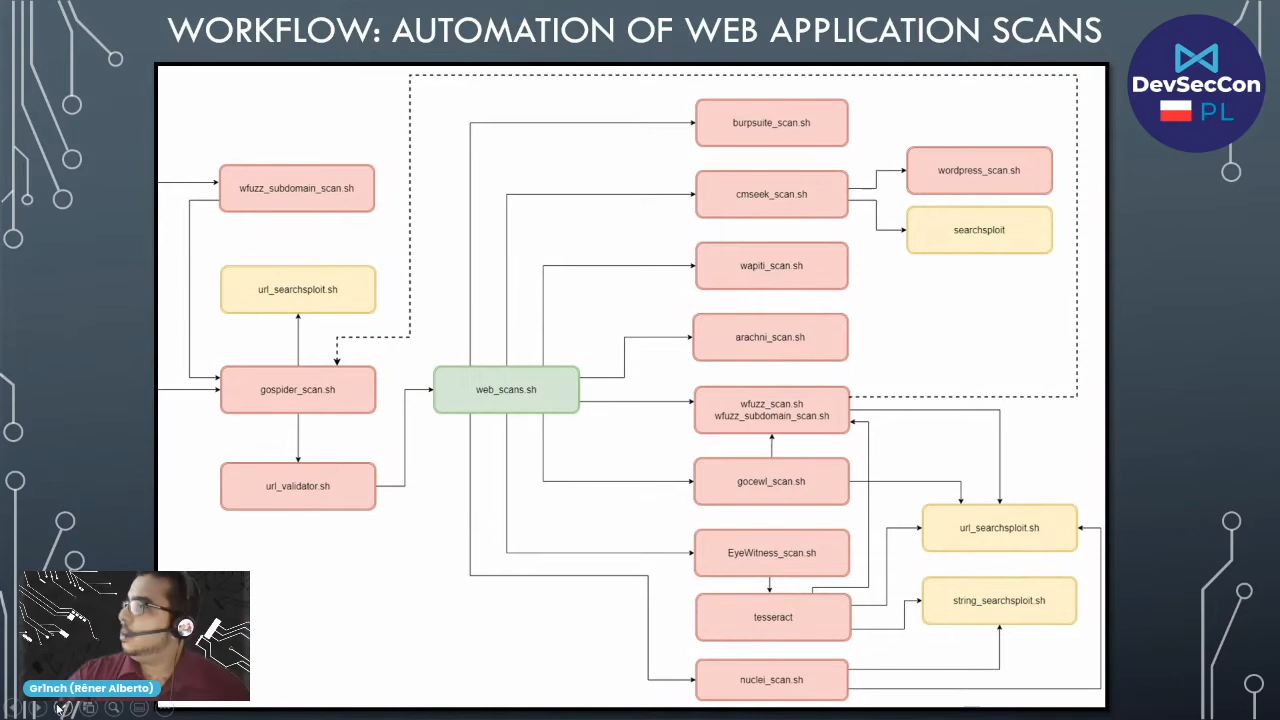 WORKFLOW: AUTOMATION OF WEB APPLICATION SCANS
DevSecCon
PL
burpsuite_scan.sh
wordpress_scan.sh
wfuzz_subdomain_scan.sh
cmseek_scan.sh
searchsploit
wapiti_scan.sh
url_searchsploit.sh
arachni_scan.sh
gospider_scan.sh
web_scans.sh
wfuzz_scan.sh
wfuzz_subdomain_scan.sh
url_validator.sh
gocewl_scan.sh
url_searchsploit.sh
EyeWitness_scan.sh
string_searchsploit.sh
tesseract
nuclei_scan.sh
Gr1nch (Rêner Alberto)